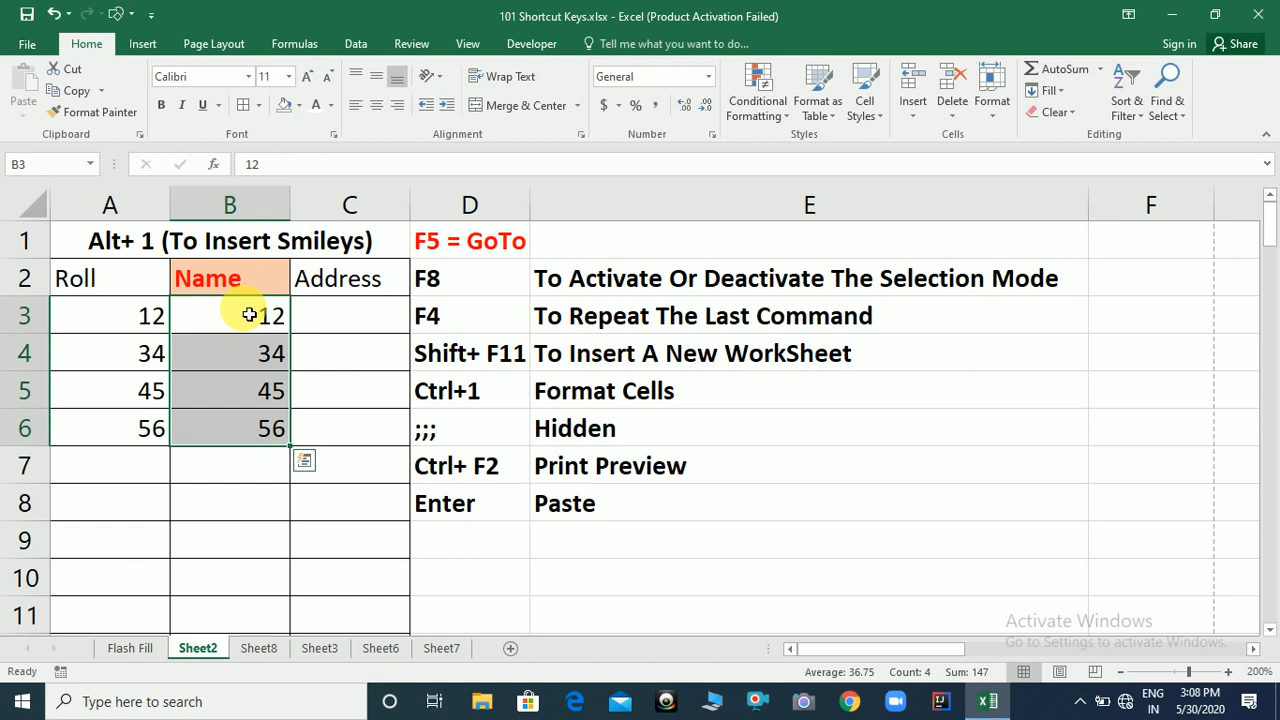 101 Shortcut Keys.xlsx - Excel (Product Activation Failed)
File Home Insert Page Layout Formulas Data Review View Developer Tell me what you want to do... Sign in Share
Paste
Cut
Copy
Format Painter
Clipboard
Calibri 11
B I U A
Font
Wrap Text
Merge & Center
Alignment
General
$ % ,
Number
Conditional Formatting
Format as Table
Cell Styles
Styles
Insert
Delete
Format
Cells
AutoSum
Fill
Clear
Sort & Filter
Find & Select
Editing
B3 fx 12
A B C D E F
1 Alt+ 1 (To Insert Smileys) F5 = GoTo
2 Roll Name Address F8 To Activate Or Deactivate The Selection Mode
3 12 12 F4 To Repeat The Last Command
4 34 34 Shift+ F11 To Insert A New WorkSheet
5 45 45 Ctrl+1 Format Cells
6 56 56 ;;; Hidden
7 Ctrl+ F2 Print Preview
8 Enter Paste
9
10
11
Activate Windows
Go to Settings to activate Windows.
Flash Fill Sheet2 Sheet8 Sheet3 Sheet6 Sheet7
Ready Average: 36.75 Count: 4 Sum: 147 200%
Type here to search
ENG
IN
3:08 PM
5/30/2020